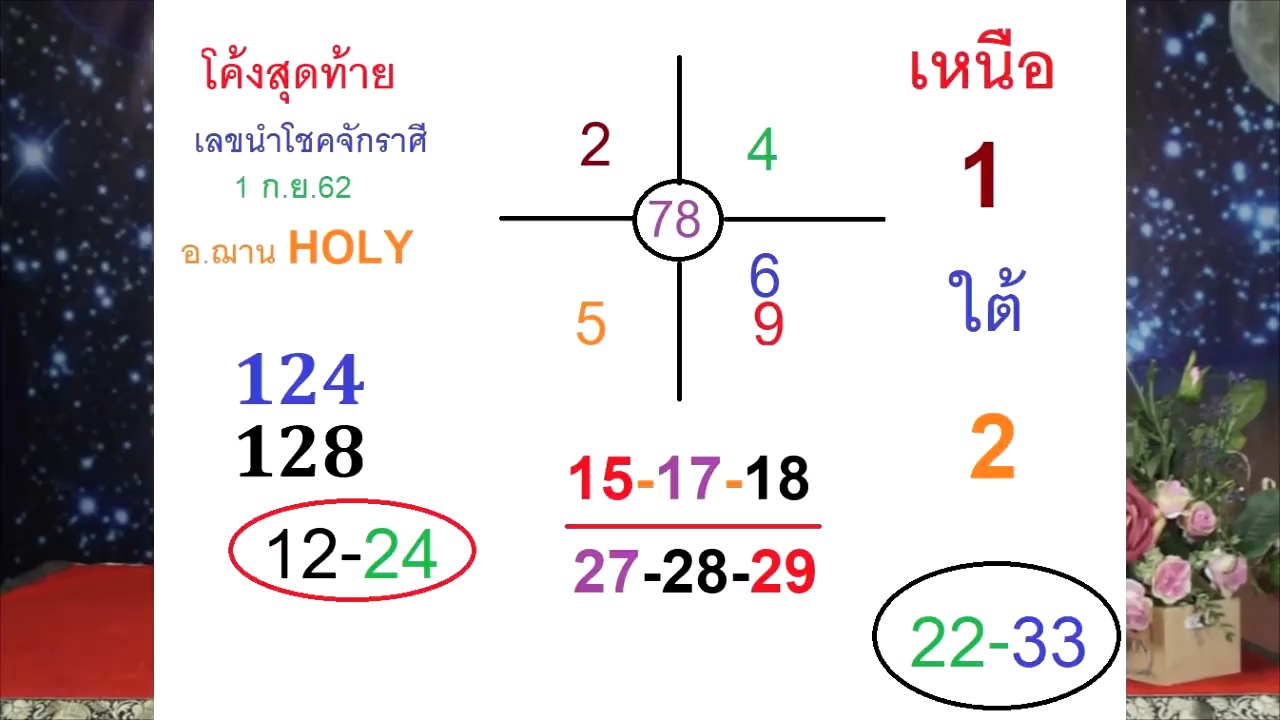 โค้งสุดท้าย
เลขนำโชคจักราศี
1 ก.ย.62
อ.ฌาน HOLY
124
128
12-24
2
4
78
5
6
9
15-17-18
27-28-29
เหนือ
1
ใต้
2
22-33